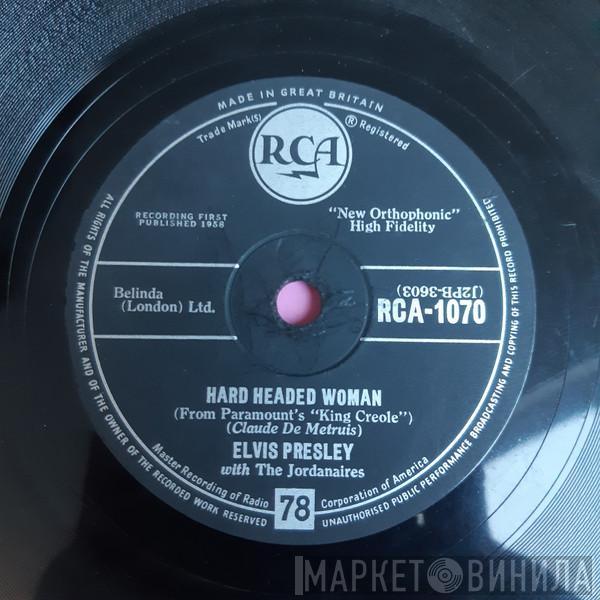 MADE IN GREAT BRITAIN
Trade Mark(s) ® Registered
RCA
RECORDING FIRST
PUBLISHED 1958
"New Orthophonic"
High Fidelity
Belinda
(London) Ltd.
(J2PB-3603)
RCA-1070
HARD HEADED WOMAN
(From Paramount's "King Creole")
(Claude De Metruis)
ELVIS PRESLEY
with The Jordanaires
Master Recording of Radio Corporation of America
78
ALL RIGHTS OF THE MANUFACTURER AND OF THE OWNER OF THE RECORDED WORK RESERVED
UNAUTHORISED PUBLIC PERFORMANCE BROADCASTING AND COPYING OF THIS RECORD PROHIBITED
МАРКЕТ ВИНИЛА